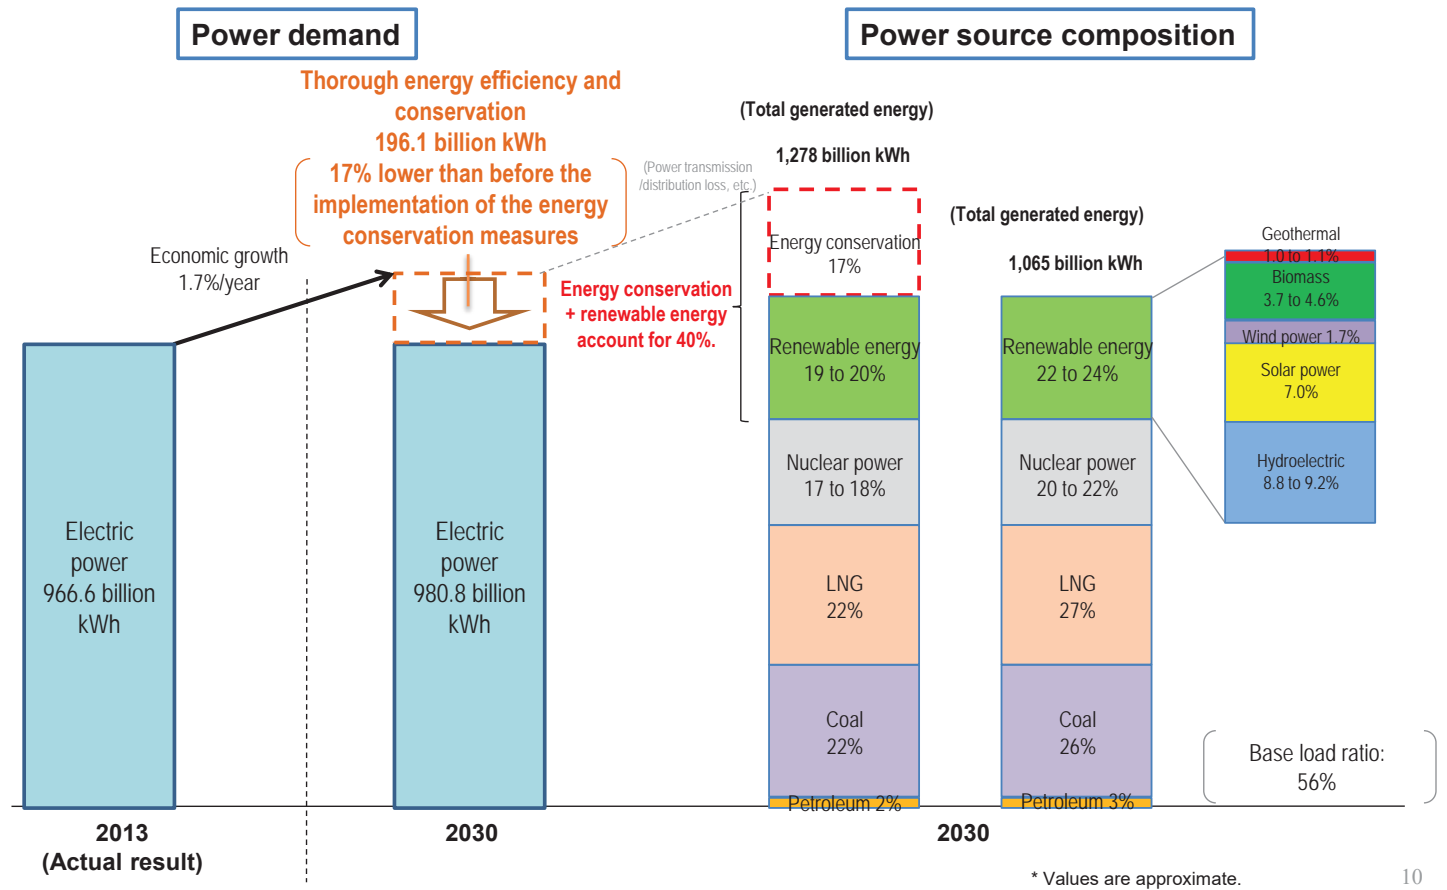 Power demand
Power source composition
Thorough energy efficiency and
conservation
196.1 billion kWh
17% lower than before the
implementation of the energy
conservation measures
Economic growth
1.7%/year
(Power transmission
/distribution loss, etc.)
(Total generated energy)
1,278 billion kWh
(Total generated energy)
1,065 billion kWh
Energy conservation
+ renewable energy
account for 40%.
Electric
power
966.6 billion
kWh
Electric
power
980.8 billion
kWh
Energy conservation
17%
Renewable energy
19 to 20%
Nuclear power
17 to 18%
LNG
22%
Coal
22%
Petroleum 2%
Renewable energy
22 to 24%
Nuclear power
20 to 22%
LNG
27%
Coal
26%
Petroleum 3%
Geothermal
1.0 to 1.1%
Biomass
3.7 to 4.6%
Wind power 1.7%
Solar power
7.0%
Hydroelectric
8.8 to 9.2%
Base load ratio:
56%
2013
(Actual result)
2030
2030
* Values are approximate.
10